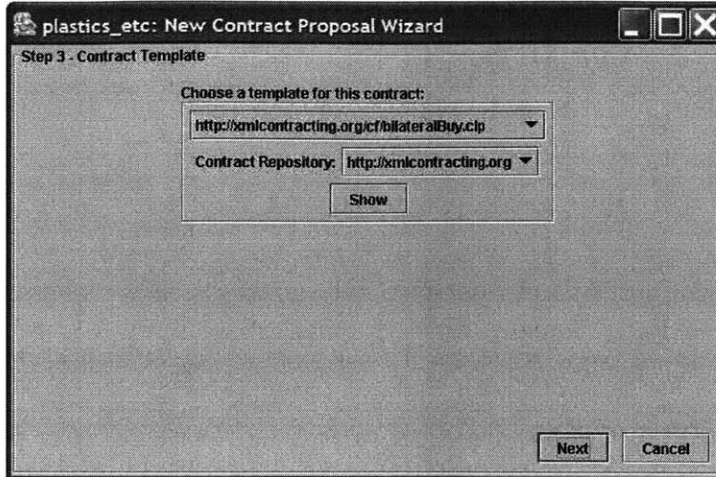 plastics_etc: New Contract Proposal Wizard
Step 3 - Contract Template
Choose a template for this contract:
http://xmlcontracting.org/cf/bilateralBuy.clp
Contract Repository: http://xmlcontracting.org
Show
Next Cancel